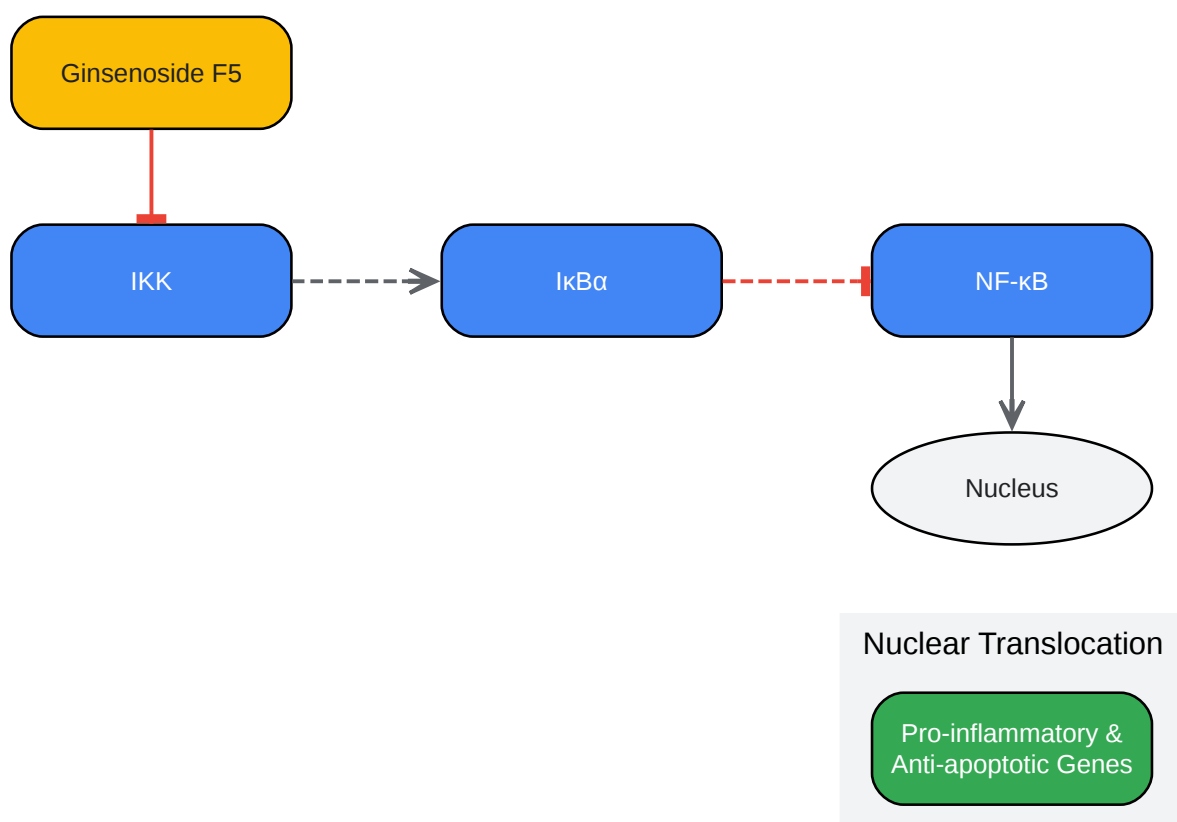 Ginsenoside F5
IKK
IκBα
NF-κB
Nucleus
Nuclear Translocation
Pro-inflammatory &
Anti-apoptotic Genes